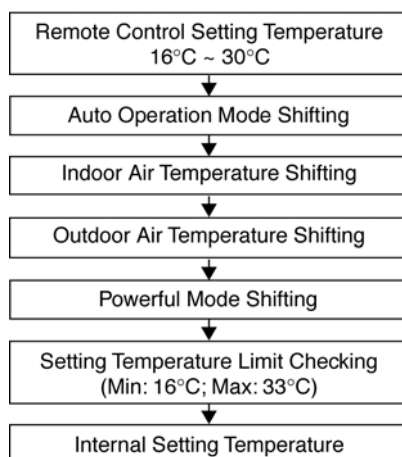 Remote Control Setting Temperature
16°C ~ 30°C
Auto Operation Mode Shifting
Indoor Air Temperature Shifting
Outdoor Air Temperature Shifting
Powerful Mode Shifting
Setting Temperature Limit Checking
(Min: 16°C; Max: 33°C)
Internal Setting Temperature